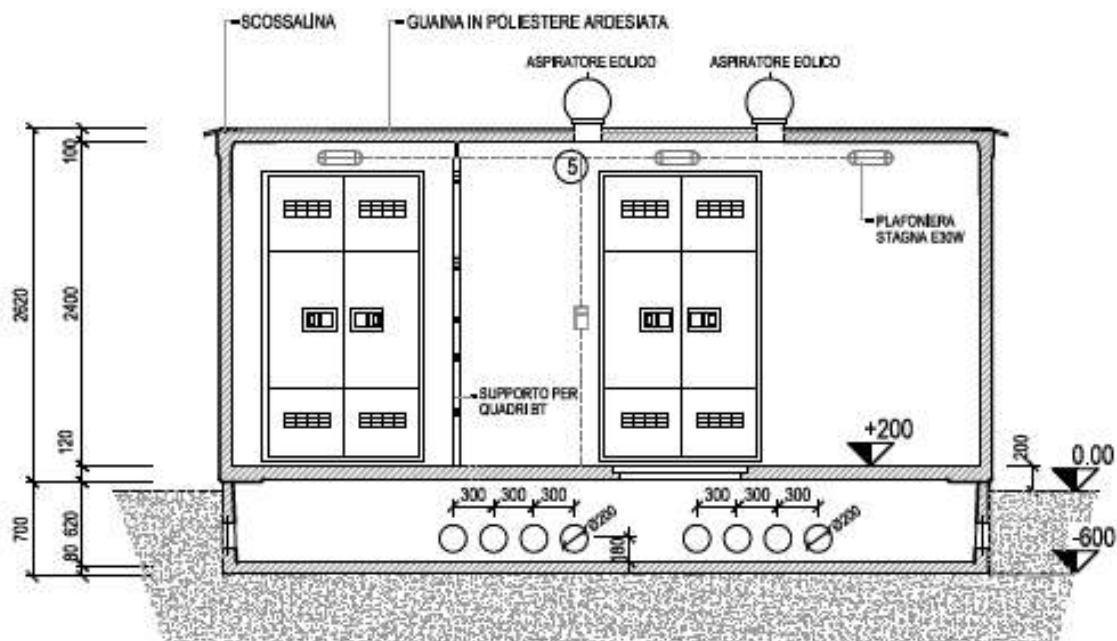 SCOSSALINA
GUAINA IN POLIESTERE ARDESIATA
ASPIRATORE EOLICO
ASPIRATORE EOLICO
100
5
PLAFONIERA
STAGNA E30W
2620
2400
SUPPORTO PER
QUADRI BT
120
+200
200
0.00
300 300 300
300 300 300
700
620
Ø200
Ø200
180
80
-600